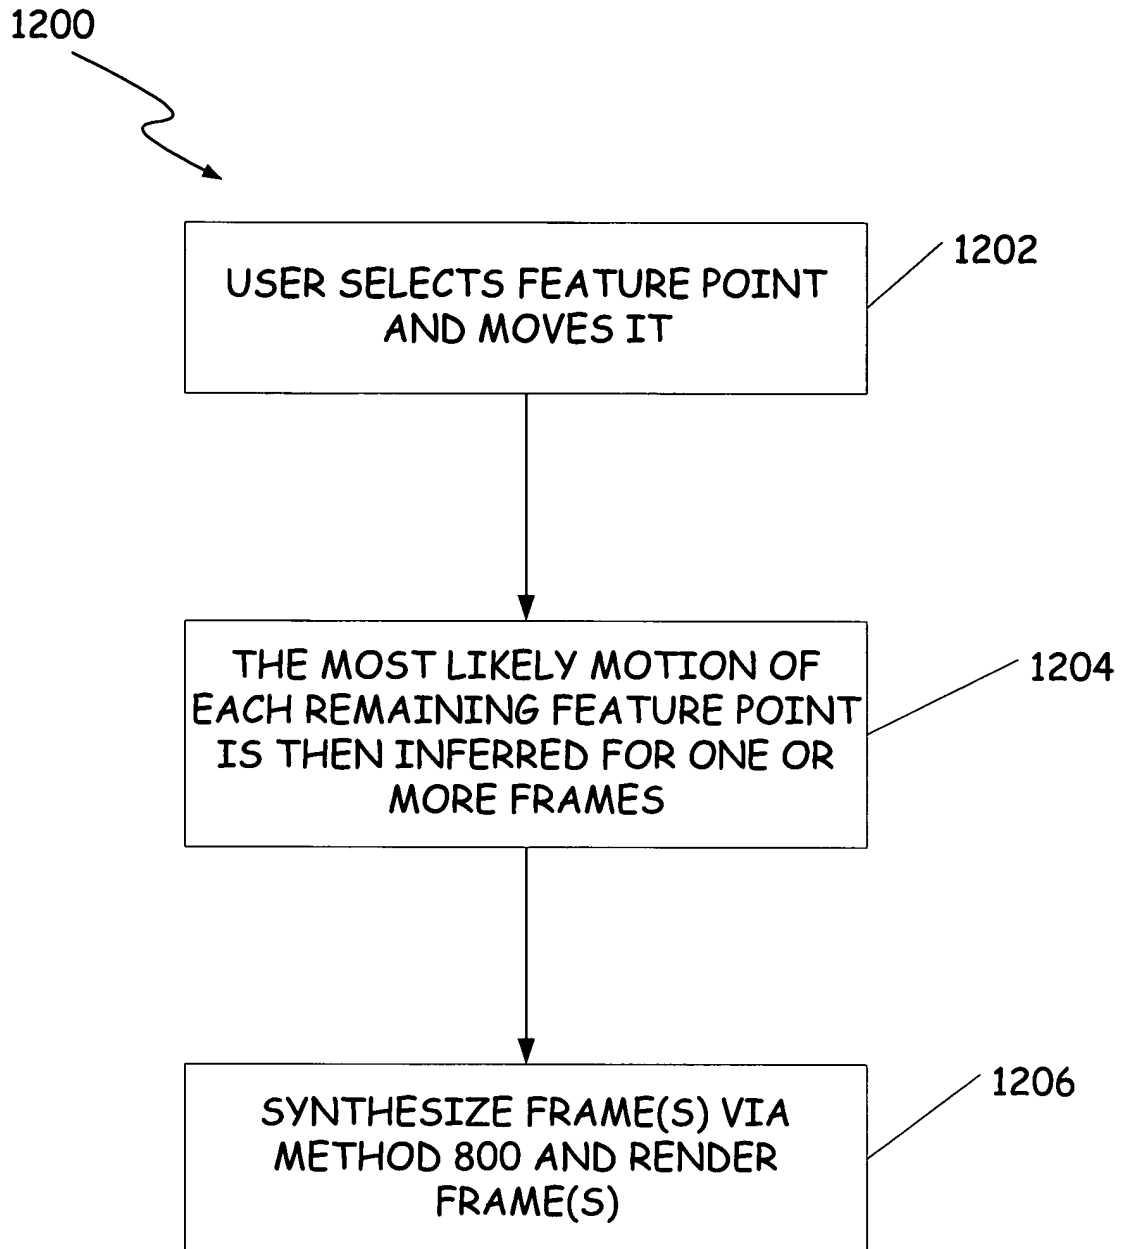 1200
1202
USER SELECTS FEATURE POINT
AND MOVES IT
THE MOST LIKELY MOTION OF
EACH REMAINING FEATURE POINT
IS THEN INFERRED FOR ONE OR
MORE FRAMES
1204
SYNTHESIZE FRAME(S) VIA
METHOD 800 AND RENDER
FRAME(S)
1206